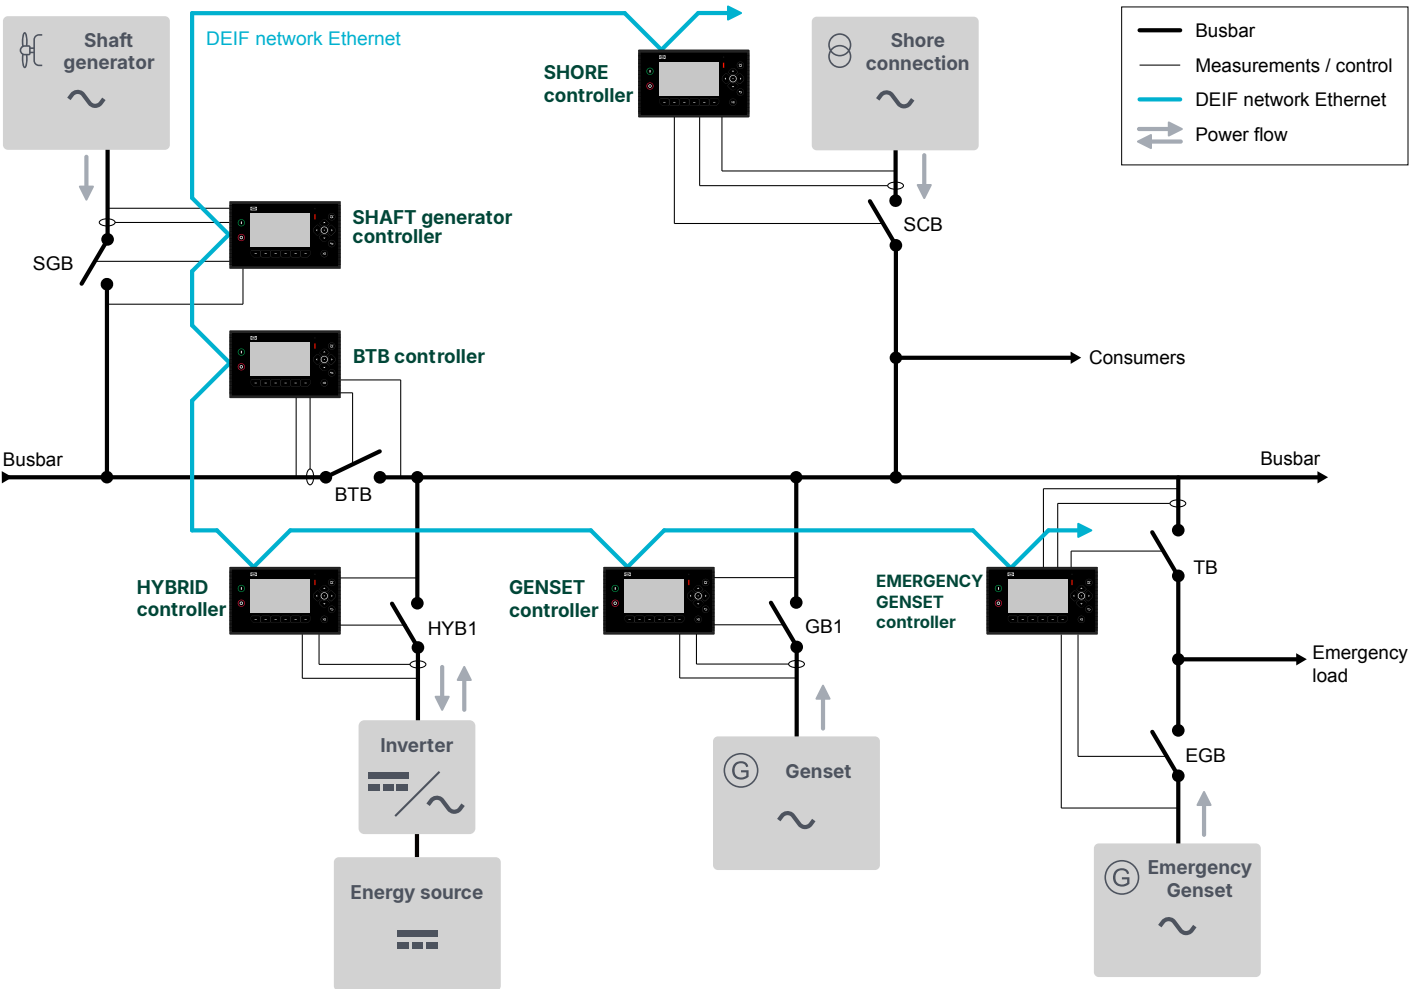 Shaft
generator
DEIF network Ethernet
SHORE
controller
Shore
connection
Busbar
Measurements / control
DEIF network Ethernet
Power flow
SHAFT generator
controller
SGB
SCB
BTB controller
Consumers
Busbar
BTB
Busbar
HYBRID
controller
HYB1
GENSET
controller
GB1
EMERGENCY
GENSET
controller
TB
Emergency
load
Inverter
G
Genset
EGB
Energy source
G
Emergency
Genset